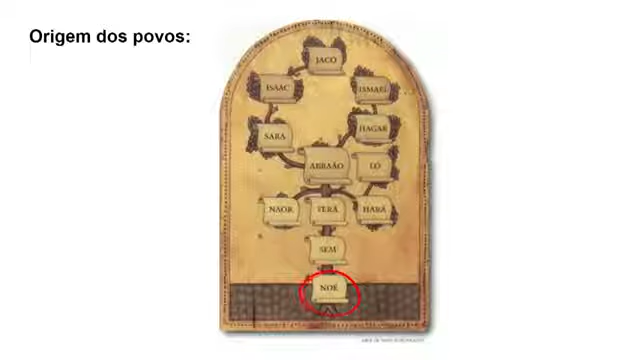 Origem dos povos:
JACÓ
ISAAC
ISMAEL
SARA
HAGAR
ABRAÃO
LÓ
NAOR
TERÁ
HARÃ
SEM
NOÉ